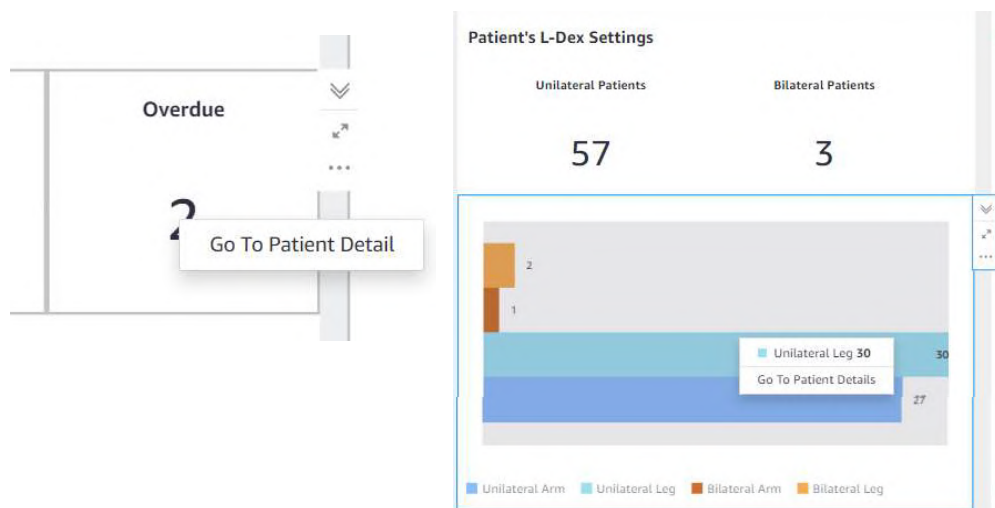 Overdue
2
Go To Patient Detail
Patient's L-Dex Settings
Unilateral Patients
Bilateral Patients
57
3
2
1
Unilateral Leg 30
30
Go To Patient Details
27
Unilateral Arm
Unilateral Leg
Bilateral Arm
Bilateral Leg